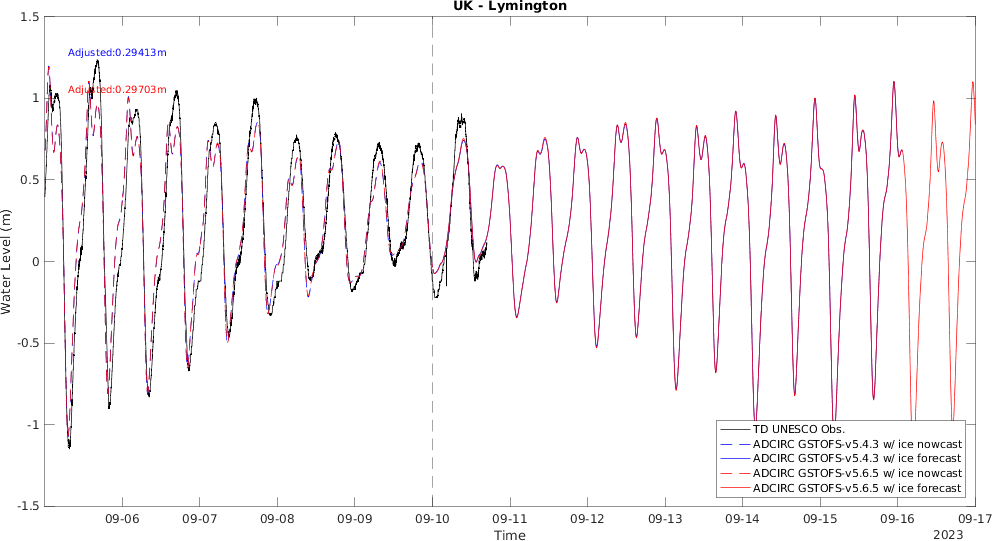 UK - Lymington
Adjusted:0.29413m
Adjusted:0.29703m
Water Level (m)
1.5
1
0.5
0
-0.5
-1
-1.5
TD UNESCO Obs.
ADCIRC GSTOFS-v5.4.3 w/ ice nowcast
ADCIRC GSTOFS-v5.4.3 w/ ice forecast
ADCIRC GSTOFS-v5.6.5 w/ ice nowcast
ADCIRC GSTOFS-v5.6.5 w/ ice forecast
09-06 09-07 09-08 09-09 09-10 09-11 09-12 09-13 09-14 09-15 09-16 09-17
Time
2023